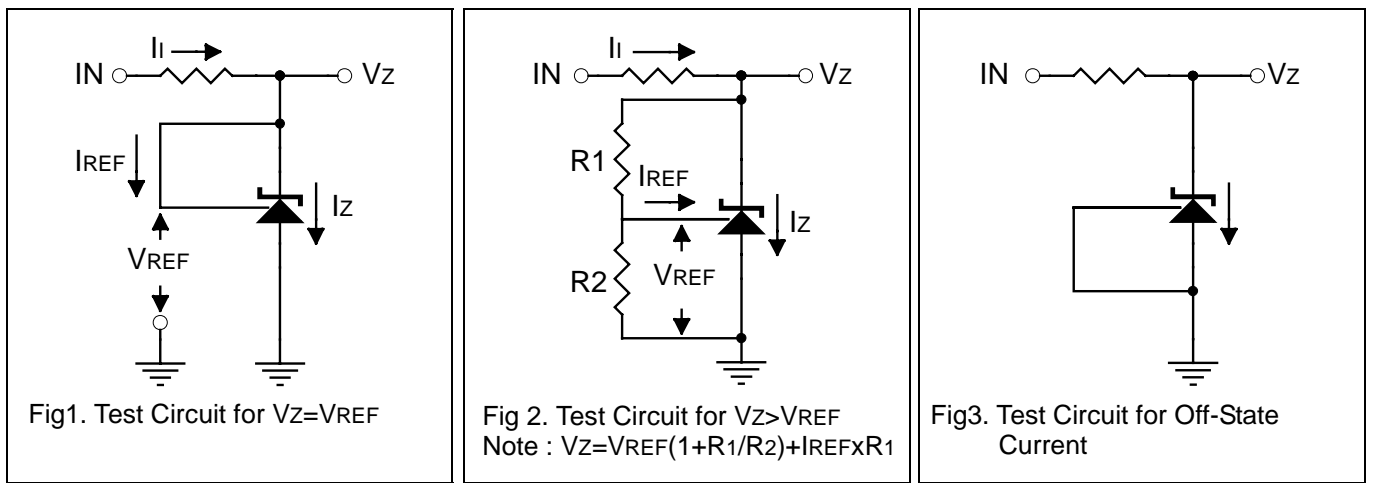 II
IN
VZ
IREF
IZ
VREF
Fig1. Test Circuit for VZ=VREF
II
IN
VZ
R1
IREF
IZ
R2
VREF
Fig 2. Test Circuit for VZ>VREF
Note : VZ=VREF(1+R1/R2)+IREFxR1
IN
VZ
Fig3. Test Circuit for Off-State
Current